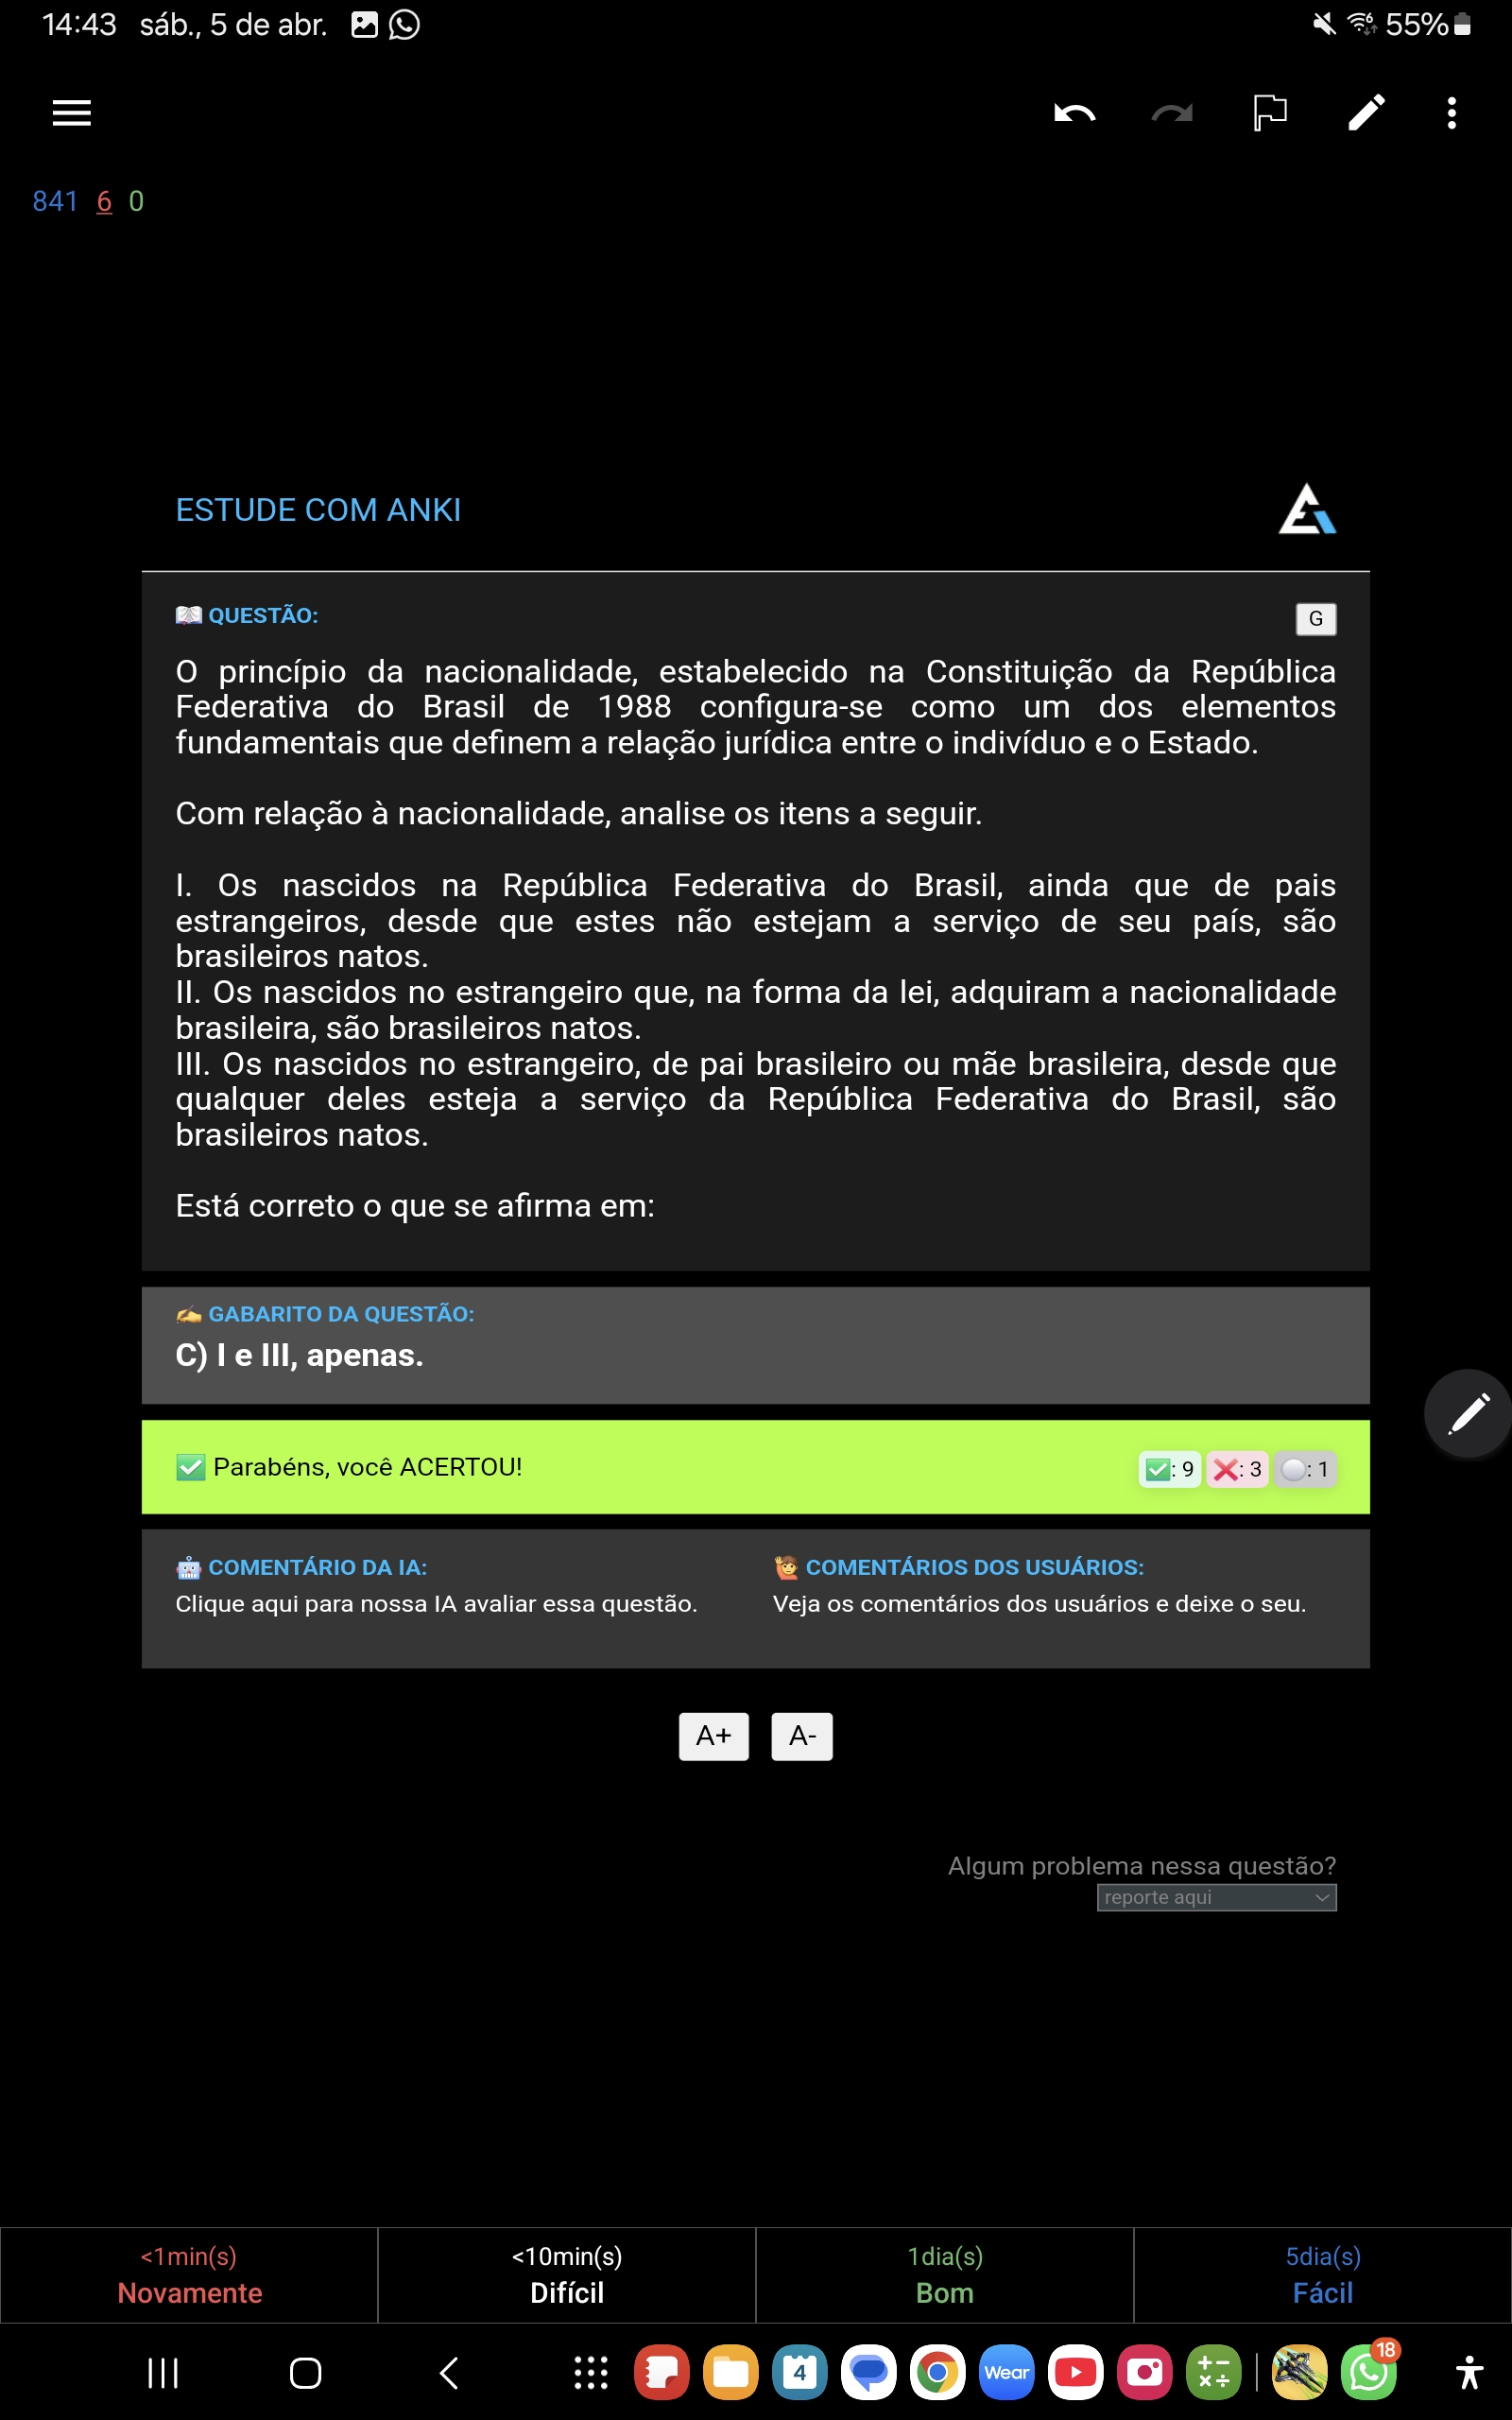 14:43 sáb., 5 de abr. 55%
841 6 0
ESTUDE COM ANKI
QUESTÃO:
G
O princípio da nacionalidade, estabelecido na Constituição da República
Federativa do Brasil de 1988 configura-se como um dos elementos
fundamentais que definem a relação jurídica entre o indivíduo e o Estado.
Com relação à nacionalidade, analise os itens a seguir.
I. Os nascidos na República Federativa do Brasil, ainda que de pais
estrangeiros, desde que estes não estejam a serviço de seu país, são
brasileiros natos.
II. Os nascidos no estrangeiro que, na forma da lei, adquiram a nacionalidade
brasileira, são brasileiros natos.
III. Os nascidos no estrangeiro, de pai brasileiro ou mãe brasileira, desde que
qualquer deles esteja a serviço da República Federativa do Brasil, são
brasileiros natos.
Está correto o que se afirma em:
GABARITO DA QUESTÃO:
C) I e III, apenas.
Parabéns, você ACERTOU!
: 9 : 3 : 1
COMENTÁRIO DA IA:
Clique aqui para nossa IA avaliar essa questão.
COMENTÁRIOS DOS USUÁRIOS:
Veja os comentários dos usuários e deixe o seu.
A+ A-
Algum problema nessa questão?
reporte aqui
<1min(s)
Novamente
<10min(s)
Difícil
1dia(s)
Bom
5dia(s)
Fácil
4
Wear
18